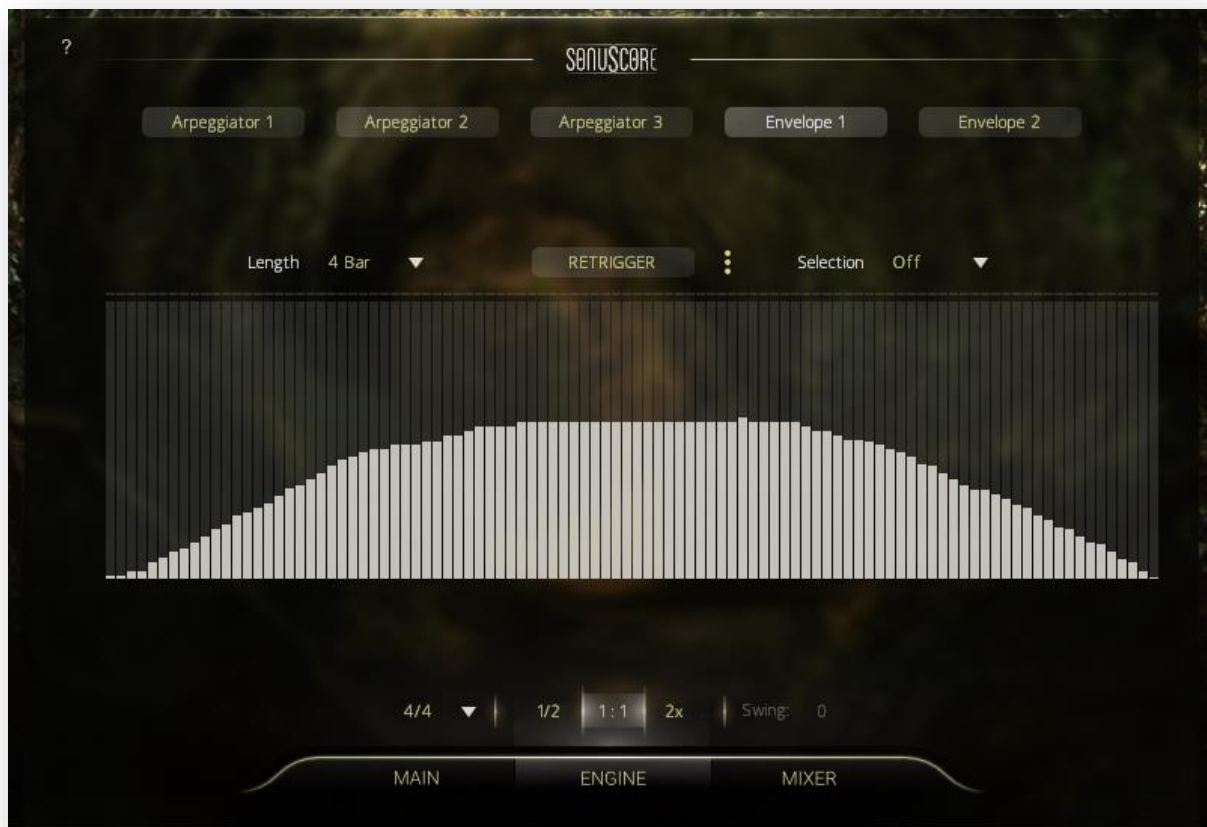 ?
SONUSCORE
Arpeggiator 1 Arpeggiator 2 Arpeggiator 3 Envelope 1 Envelope 2
Length 4 Bar RETRIGGER Selection Off
4/4 1/2 1:1 2x Swing: 0
MAIN ENGINE MIXER